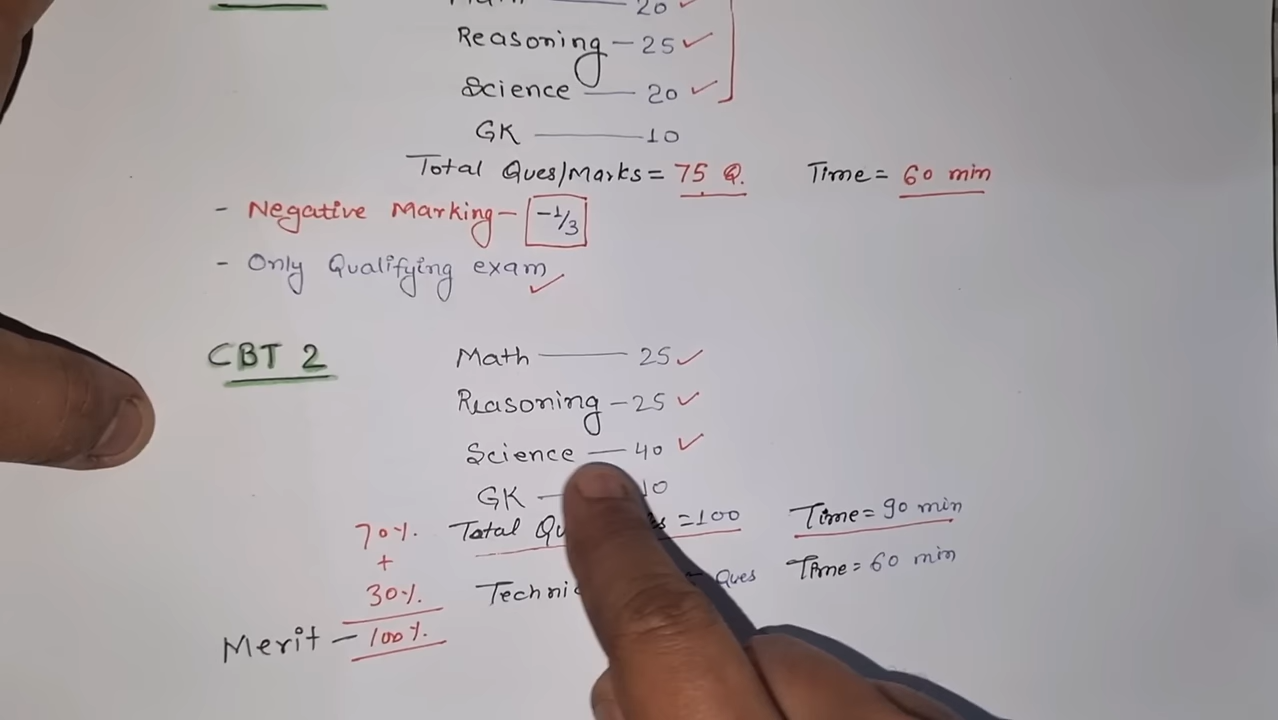 20 ✓
Reasoning – 25 ✓
Science — 20 ✓
GK — 10
Total Ques/Marks = 75 Q. Time = 60 min
- Negative Marking – -1/3
- Only Qualifying exam ✓
CBT 2 Math — 25 ✓
Reasoning – 25 ✓
Science — 40 ✓
GK — 10
70% Total =100 Time = 90 min
+
30% Ques Time = 60 min
Merit – 100%